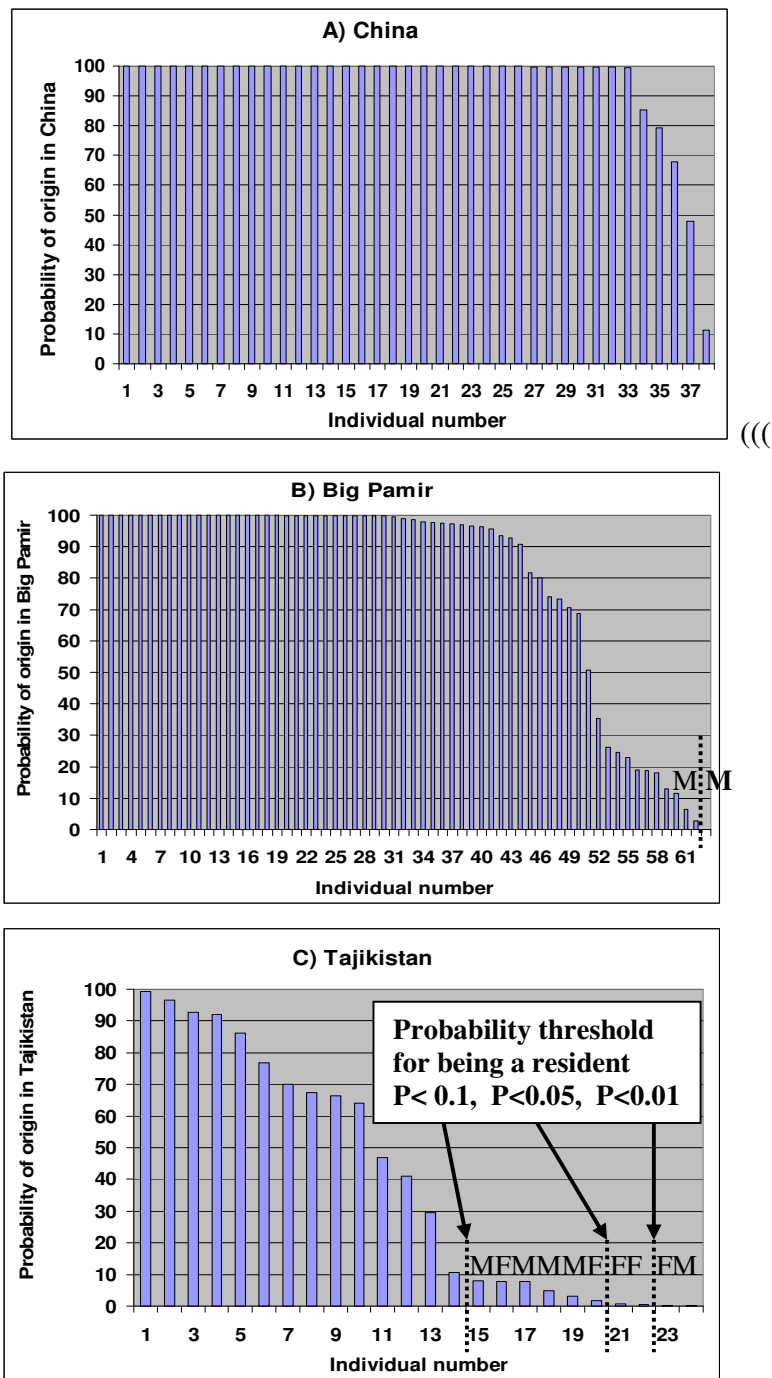 A) China
Probability of origin in China
100
90
80
70
60
50
40
30
20
10
0
1 3 5 7 9 11 13 15 17 19 21 23 25 27 29 31 33 35 37
Individual number
(((
B) Big Pamir
Probability of origin in Big Pamir
100
90
80
70
60
50
40
30
20
10
0
M M
1 4 7 10 13 16 19 22 25 28 31 34 37 40 43 46 49 52 55 58 61
Individual number
C) Tajikistan
Probability of origin in Tajikistan
100
90
80
70
60
50
40
30
20
10
0
Probability threshold
for being a resident
P< 0.1, P<0.05, P<0.01
MFMMMF FF FM
1 3 5 7 9 11 13 15 17 19 21 23
Individual number